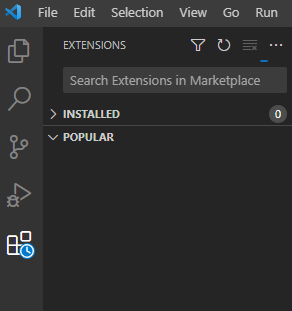 File Edit Selection View Go Run
EXTENSIONS
Search Extensions in Marketplace
INSTALLED 0
POPULAR